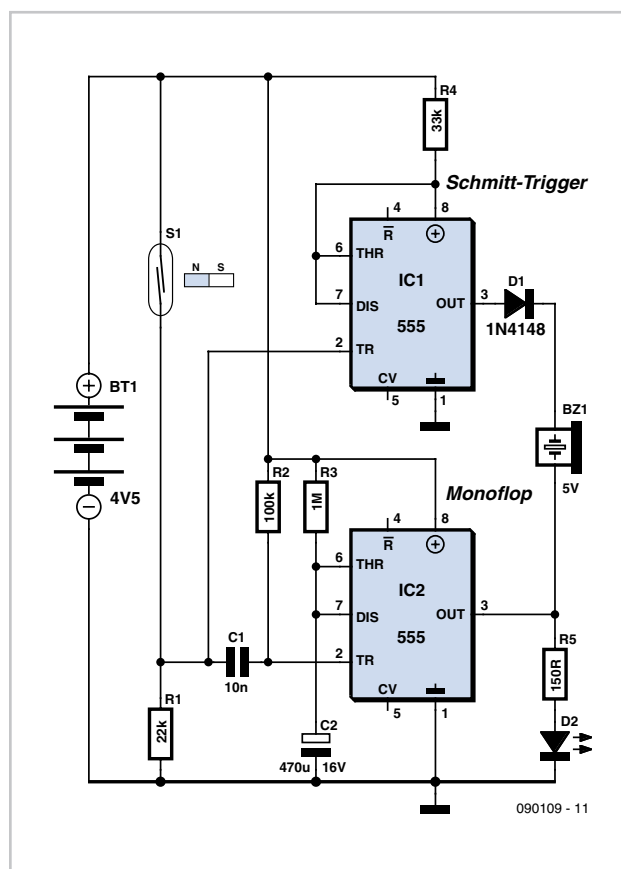 R4
33k
Schmitt-Trigger
4
8
R
6
THR
S1
N S
7
DIS
IC1
OUT
3
D1
555
1N4148
2
TR
CV
5
1
BT1
BZ1
R2
R3
Monoflop
5V
4V5
100k
1M
4
8
R
6
THR
IC2
7
DIS
OUT
3
C1
555
R5
2
TR
150R
10n
R1
CV
5
1
D2
22k
C2
470u 16V
090109 - 11